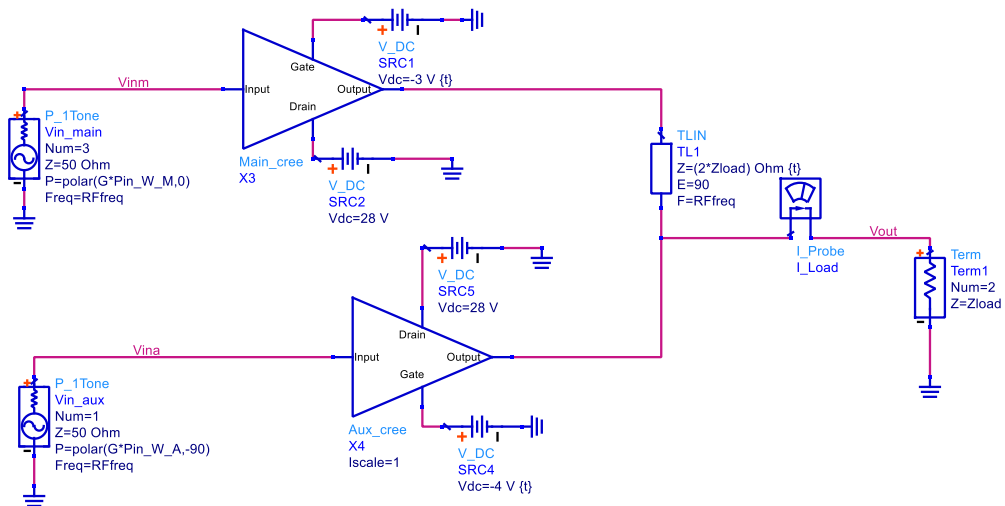 V_DC
SRC1
Vdc=-3 V {t}
Gate
Vinm
Input
Output
Drain
P_1Tone
Vin_main
Num=3
Z=50 Ohm
P=polar(G*Pin_W_M,0)
Freq=RFfreq
Main_cree
X3
V_DC
SRC2
Vdc=28 V
TLIN
TL1
Z=(2*Zload) Ohm {t}
E=90
F=RFfreq
I_Probe
I_Load
Vout
Term
Term1
Num=2
Z=Zload
V_DC
SRC5
Vdc=28 V
Drain
Vina
Input
Output
Gate
P_1Tone
Vin_aux
Num=1
Z=50 Ohm
P=polar(G*Pin_W_A,-90)
Freq=RFfreq
Aux_cree
X4
Iscale=1
V_DC
SRC4
Vdc=-4 V {t}